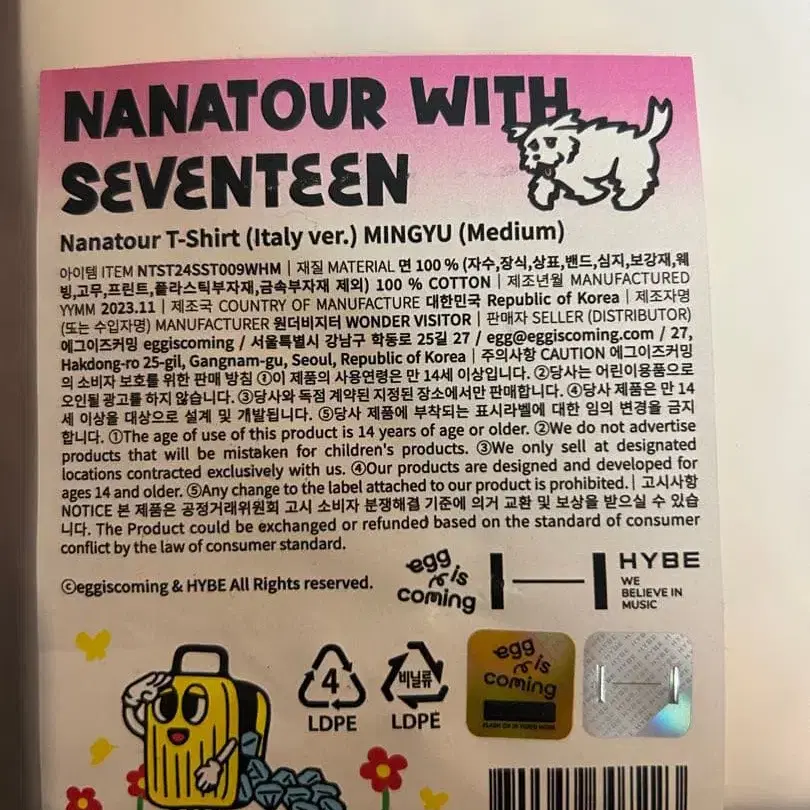 NANATOUR WITH
SEVENTEEN
Nanatour T-Shirt (Italy ver.) MINGYU (Medium)
아이템 ITEM NTST24SST009WHM | 재질 MATERIAL 면 100 % (자수,장식,상표,밴드,심지,보강재,웨
빙,고무,프린트,플라스틱부자재,금속부자재 제외) 100 % COTTON | 제조년월 MANUFACTURED
YYMM 2023.11 | 제조국 COUNTRY OF MANUFACTURE 대한민국 Republic of Korea | 제조자명
(또는 수입자명) MANUFACTURER 원더비지터 WONDER VISITOR | 판매자 SELLER (DISTRIBUTOR)
에그이즈커밍 eggiscoming / 서울특별시 강남구 학동로 25길 27 / egg@eggiscoming.com / 27,
Hakdong-ro 25-gil, Gangnam-gu, Seoul, Republic of Korea | 주의사항 CAUTION 에그이즈커밍
의 소비자 보호를 위한 판매 방침 ①이 제품의 사용연령은 만 14세 이상입니다. ②당사는 어린이용품으로
오인될 광고를 하지 않습니다. ③당사와 독점 계약된 지정된 장소에서만 판매합니다. ④당사 제품은 만 14
세 이상을 대상으로 설계 및 개발됩니다. ⑤당사 제품에 부착되는 표시라벨에 대한 임의 변경을 금지
합니다. ①The age of use of this product is 14 years of age or older. ②We do not advertise
products that will be mistaken for children's products. ③We only sell at designated
locations contracted exclusively with us. ④Our products are designed and developed for
ages 14 and older. ⑤Any change to the label attached to our product is prohibited. | 고시사항
NOTICE 본 제품은 공정거래위원회 고시 소비자 분쟁해결 기준에 의거 교환 및 보상을 받으실 수 있습
니다. The Product could be exchanged or refunded based on the standard of consumer
conflict by the law of consumer standard.
ⓒeggiscoming & HYBE All Rights reserved.
egg
is
coming
HYBE
WE
BELIEVE IN
MUSIC
4
LDPE
비닐류
LDPE
egg
is
coming